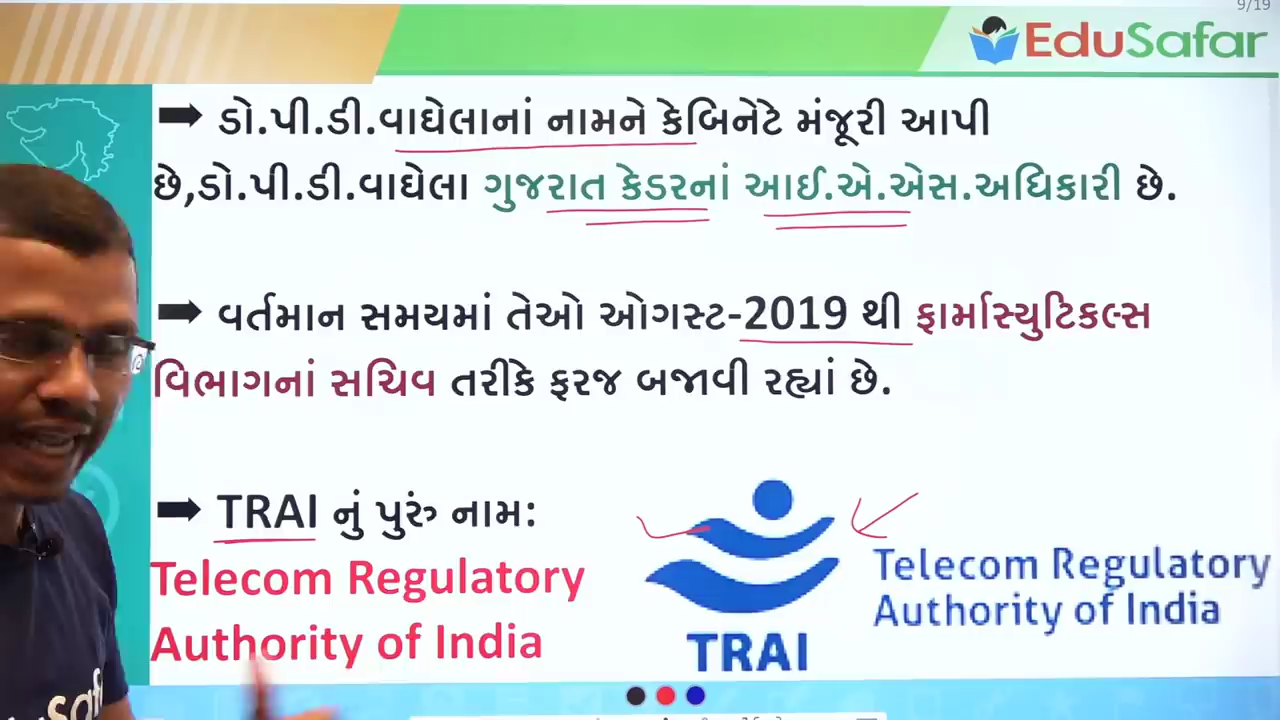 9/19
EduSafar
➡ ડો.પી.ડી.વાઘેલાનાં નામને કેબિનેટે મંજૂરી આપી
છે,ડો.પી.ડી.વાઘેલા ગુજરાત કેડરનાં આઈ.એ.એસ.અધિકારી છે.
➡ વર્તમાન સમયમાં તેઓ ઓગસ્ટ-2019 થી ફાર્માસ્યુટિકલ્સ
વિભાગનાં સચિવ તરીકે ફરજ બજાવી રહ્યાં છે.
➡ TRAI નું પુરું નામ:
Telecom Regulatory
Authority of India
TRAI
Telecom Regulatory
Authority of India